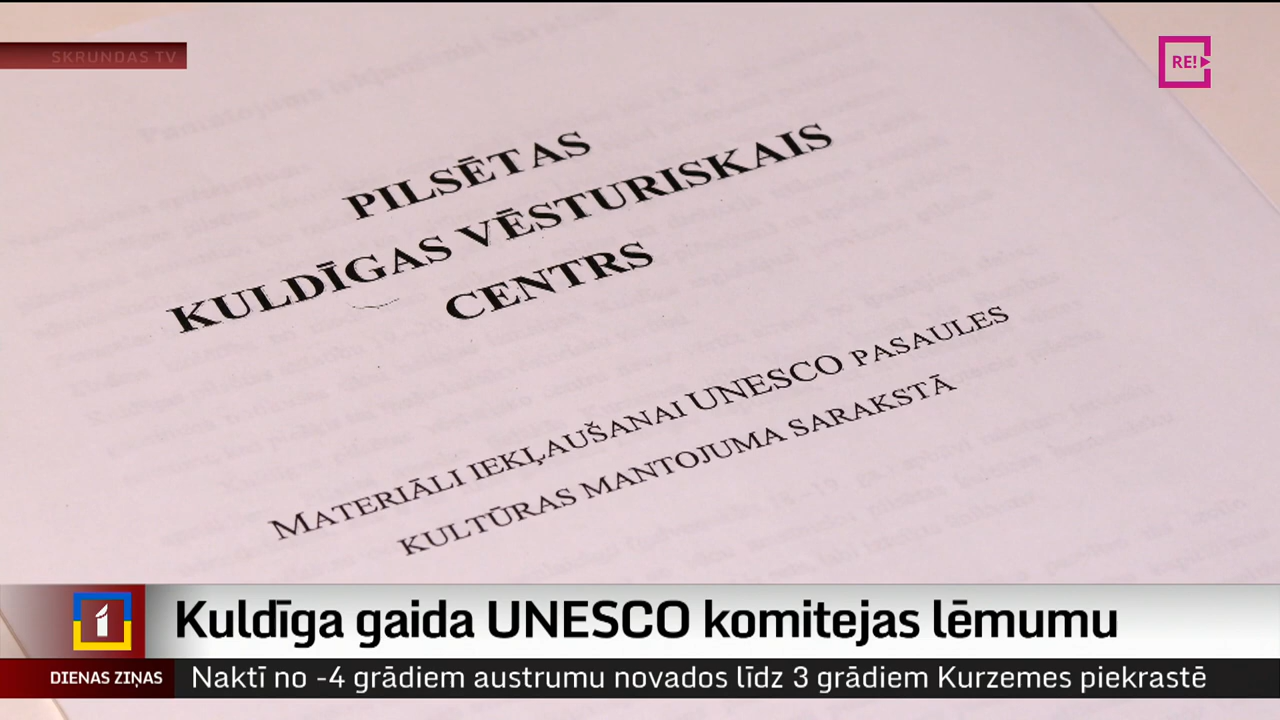 SKRUNDAS TV
RE!
PILSĒTAS
KULDĪGAS VĒSTURISKAIS
CENTRS
MATERIĀLI IEKĻAUŠANAI UNESCO PASAULES
KULTŪRAS MANTOJUMA SARAKSTĀ
1
Kuldīga gaida UNESCO komitejas lēmumu
DIENAS ZIŅAS
Naktī no -4 grādiem austrumu novados līdz 3 grādiem Kurzemes piekrastē